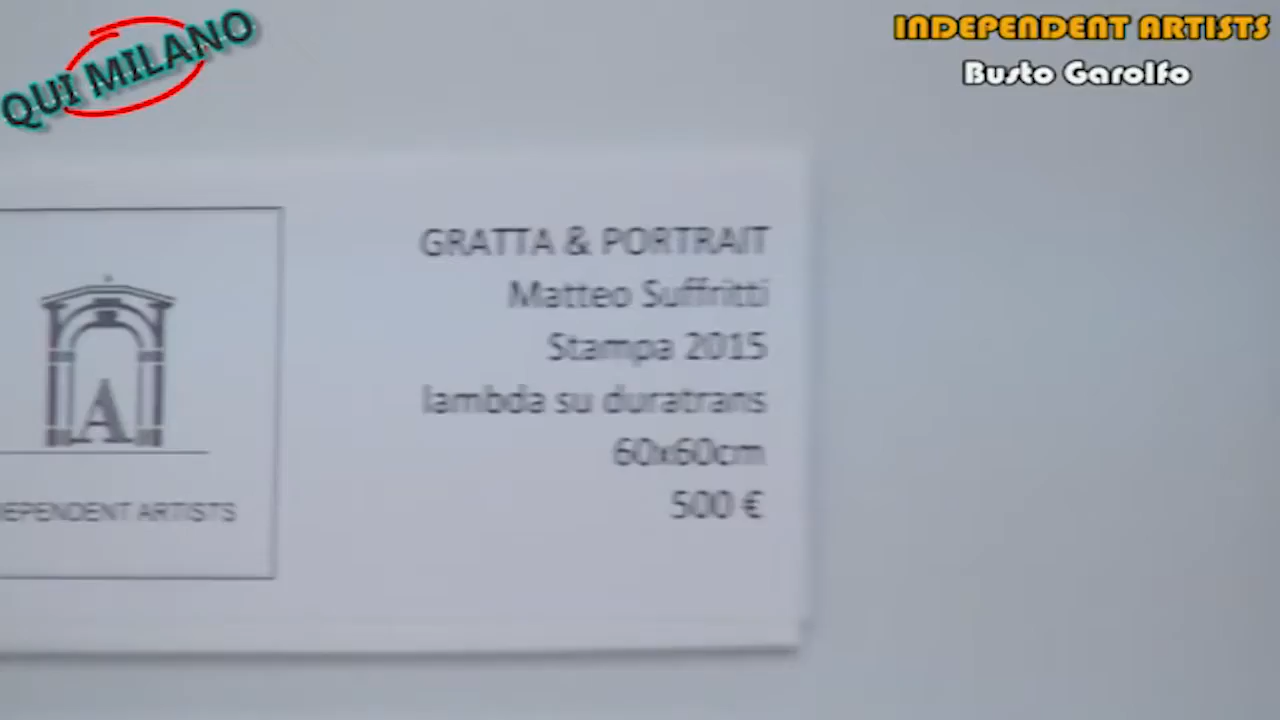 QUI MILANO
INDEPENDENT ARTISTS
Busto Garolfo
GRATTA & PORTRAIT
Matteo Suffritti
Stampa 2015
lambda su duratrans
60x60cm
500 €
A
EPENDENT ARTISTS